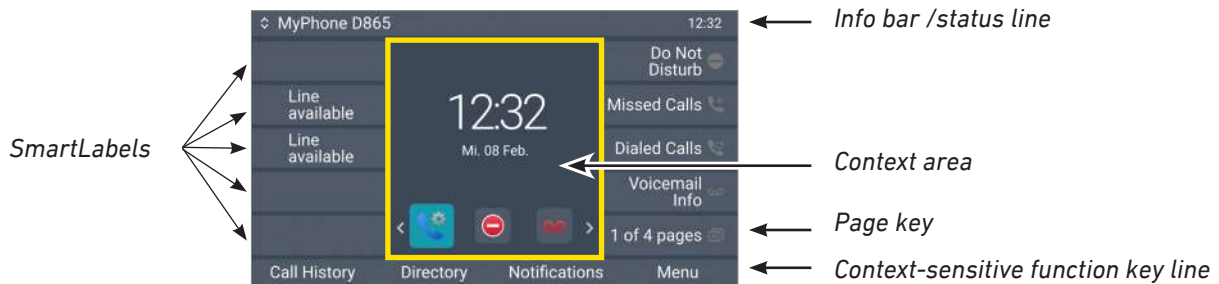 MyPhone D865
12:32
Info bar /status line
Do Not
Disturb
Line
available
12:32
Missed Calls
SmartLabels
Line
available
Mi. 08 Feb.
Dialed Calls
Context area
Voicemail
Info
1 of 4 pages
Page key
Call History
Directory
Notifications
Menu
Context-sensitive function key line